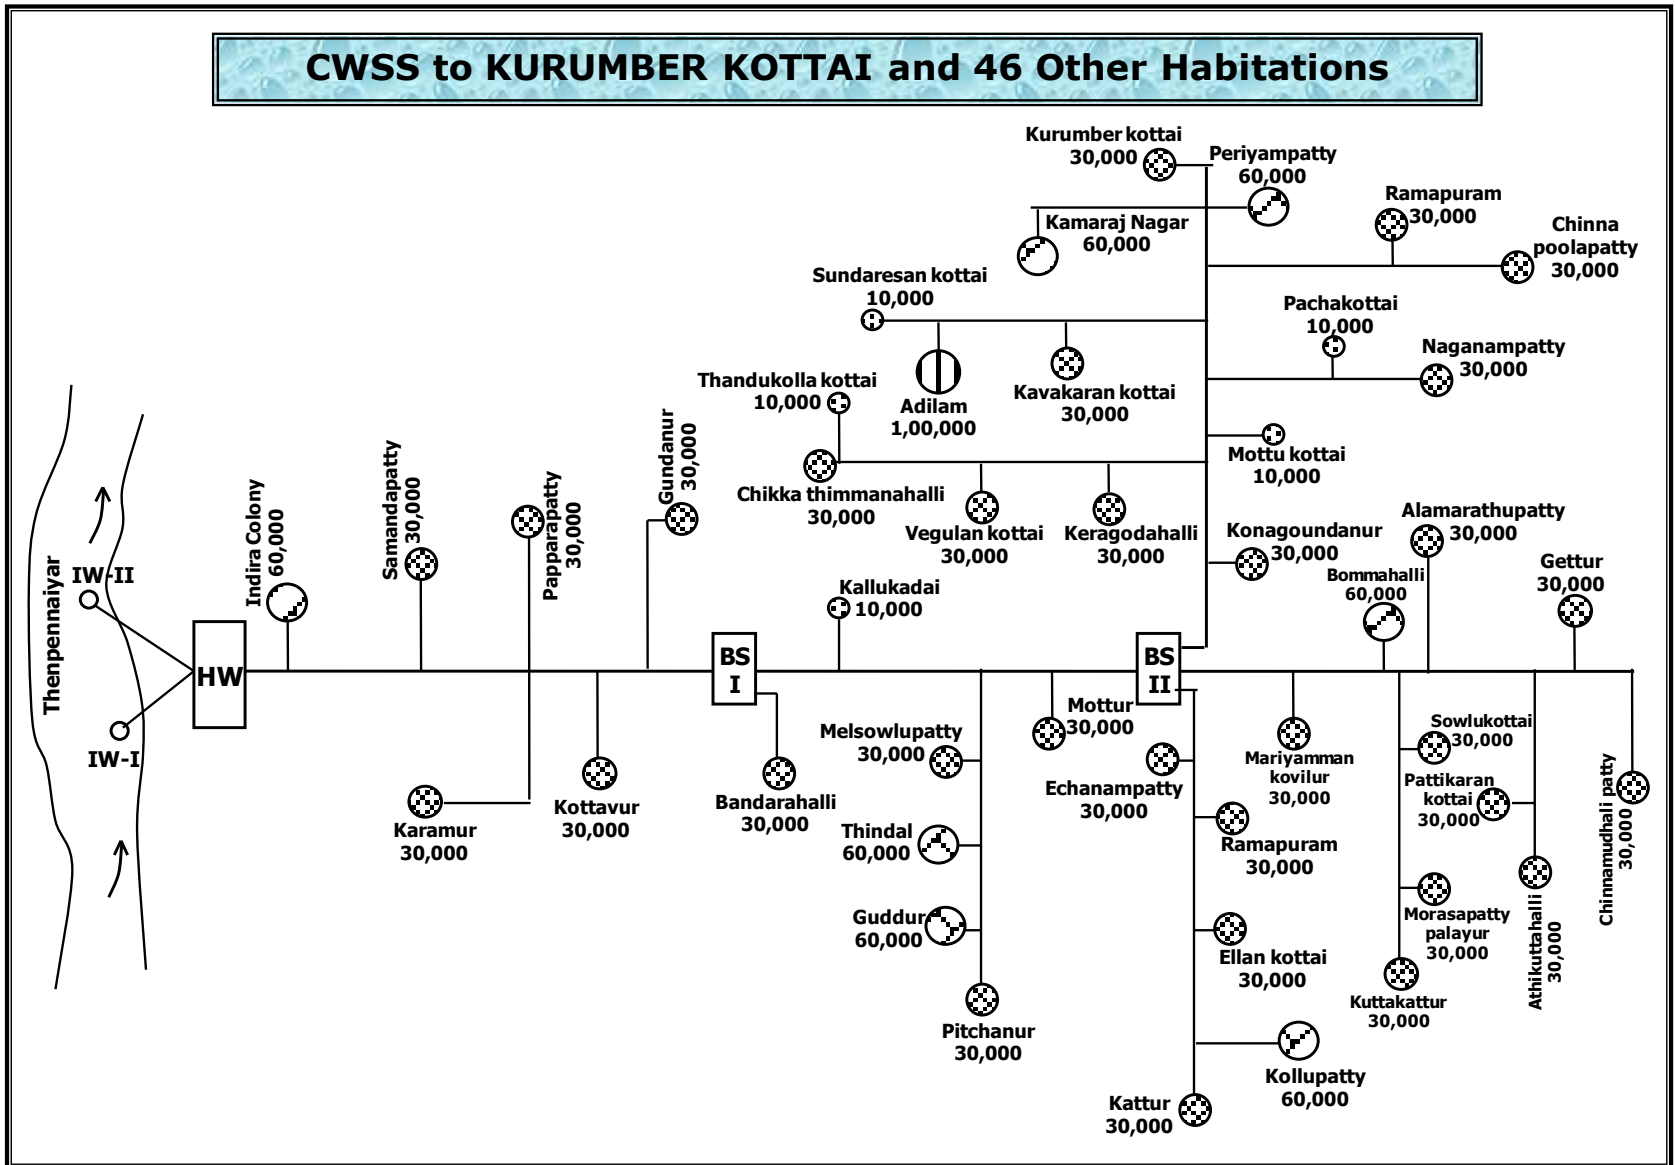 CWSS to KURUMBER KOTTAI and 46 Other Habitations
Kurumber kottai
30,000
Periyampatty
60,000
Kamaraj Nagar
60,000
Ramapuram
30,000
Chinna
poolapatty
30,000
Sundaresan kottai
10,000
Pachakottai
10,000
Naganampatty
30,000
Thandukolla kottai
10,000
Adilam
1,00,000
Kavakaran kottai
30,000
Mottu kottai
10,000
Chikka thimmanahalli
30,000
Vegulan kottai
30,000
Keragodahalli
30,000
Konagoundanur
30,000
Alamarathupatty
30,000
Bommahalli
60,000
Gettur
30,000
Thenpennaiyar
IW-II
IW-I
HW
Indira Colony
60,000
Samandapatty
30,000
Papparapatty
30,000
Gundanur
30,000
Karamur
30,000
Kottavur
30,000
BS
I
Bandarahalli
30,000
Kallukadai
10,000
Melsowlupatty
30,000
Thindal
60,000
Guddur
60,000
Pitchanur
30,000
Mottur
30,000
BS
II
Echanampatty
30,000
Ramapuram
30,000
Ellan kottai
30,000
Kollupatty
60,000
Kattur
30,000
Mariyamman
kovilur
30,000
Sowlukottai
30,000
Pattikaran
kottai
30,000
Morasapatty
palayur
30,000
Kuttakattur
30,000
Athikuttahalli
30,000
Chinnamudhali patty
30,000